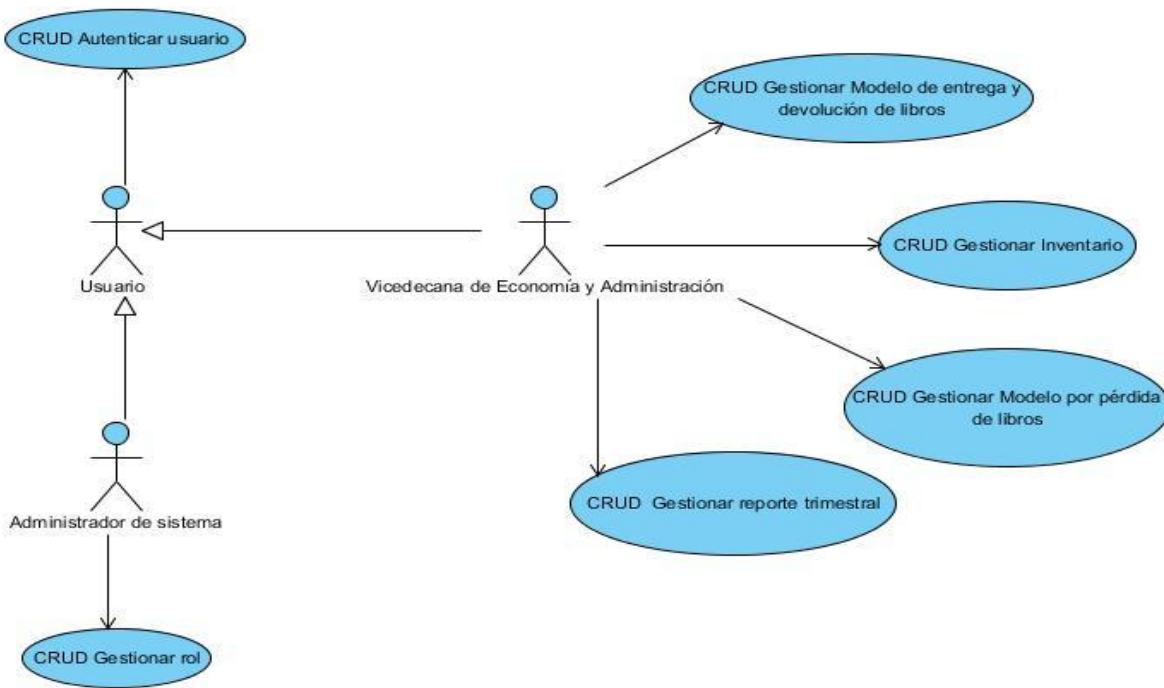 CRUD Autenticar usuario
CRUD Gestionar Modelo de entrega y
devolución de libros
CRUD Gestionar Inventario
Usuario
Vicedecana de Economía y Administración
CRUD Gestionar Modelo por pérdida
de libros
CRUD Gestionar reporte trimestral
Administrador de sistema
CRUD Gestionar rol